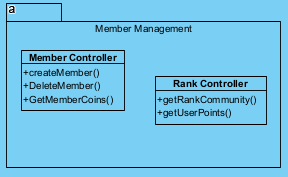 a
Member Management
Member Controller
+createMember()
+DeleteMember()
+GetMemberCoins()
Rank Controller
+getRankCommunity()
+getUserPoints()